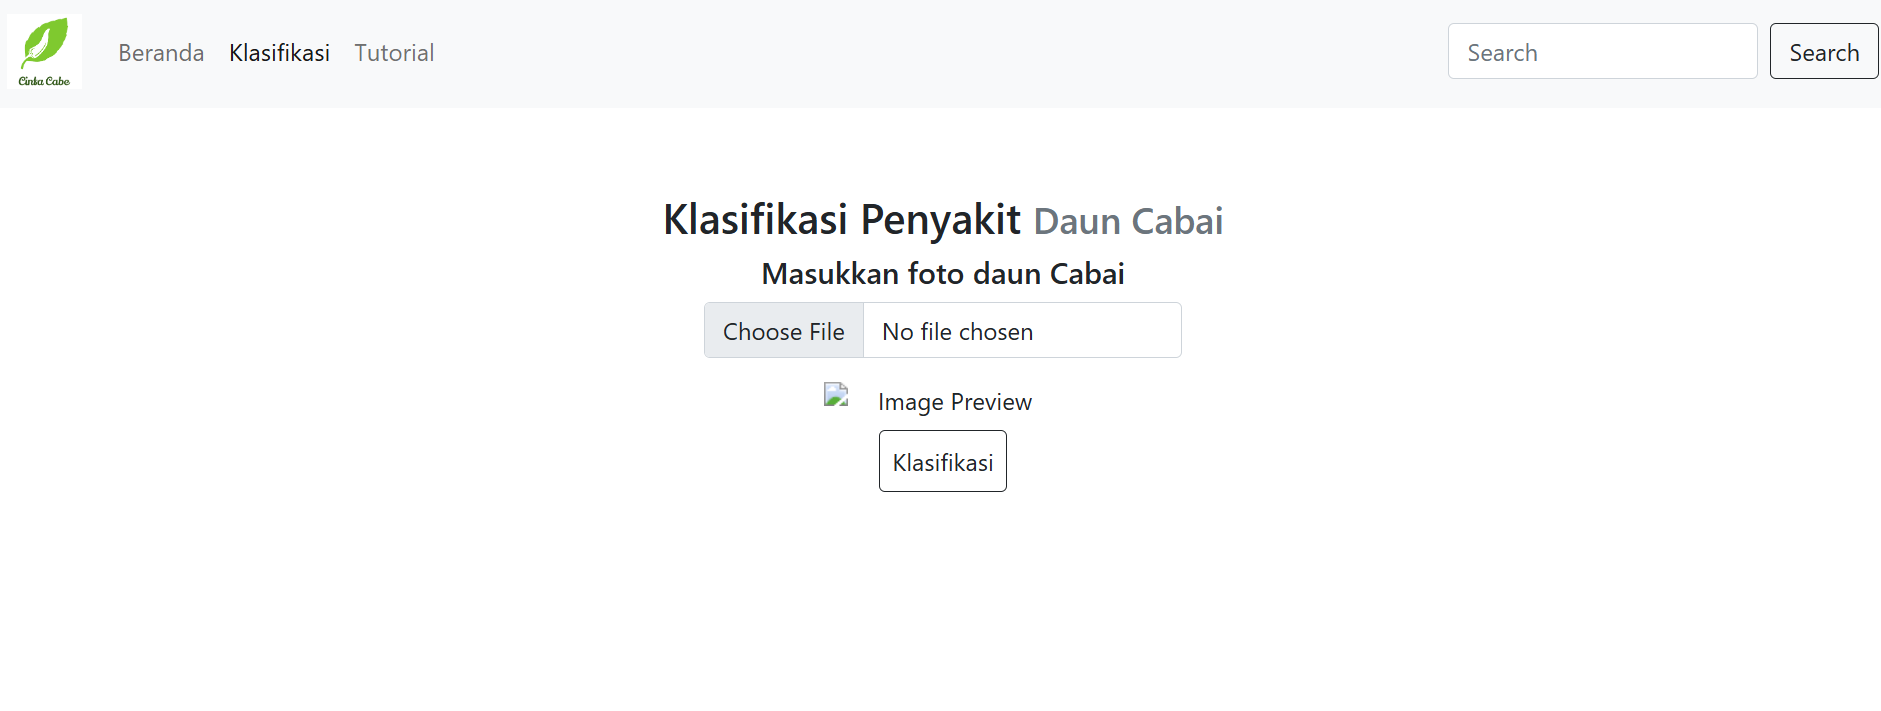 Cinta Cabe
Beranda Klasifikasi Tutorial
Search Search
Klasifikasi Penyakit Daun Cabai
Masukkan foto daun Cabai
Choose File No file chosen
Image Preview
Klasifikasi